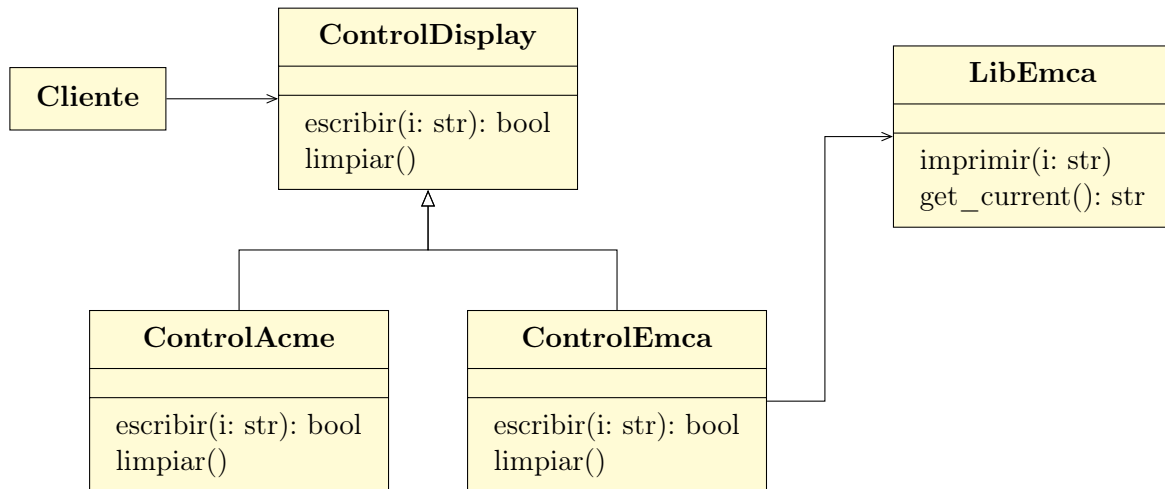 ControlDisplay
escribir(i: str): bool
limpiar()
Cliente
LibEmca
imprimir(i: str)
get_current(): str
ControlAcme
escribir(i: str): bool
limpiar()
ControlEmca
escribir(i: str): bool
limpiar()